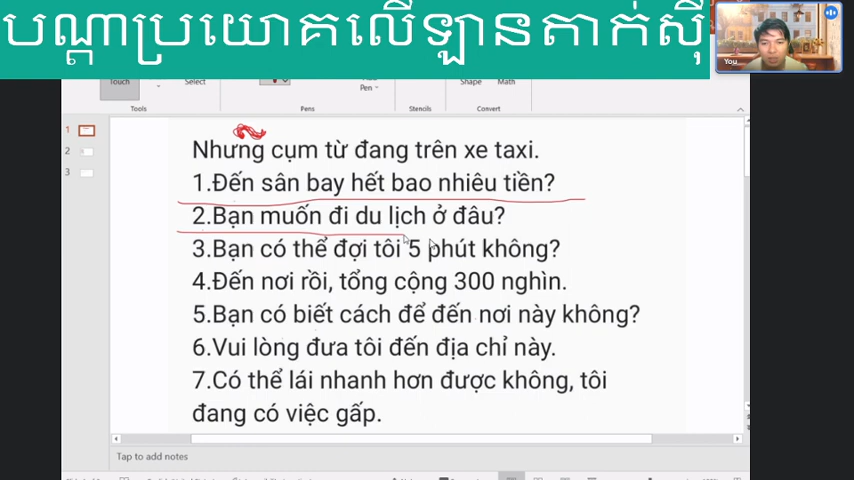 បណ្តាប្រយោគលើឡានតាក់ស៊ី
You
Touch
Select
Pen
Shape
Math
Tools
Pens
Stencils
Convert
1
2
3
Nhưng cụm từ đang trên xe taxi.
1.Đến sân bay hết bao nhiêu tiền?
2.Bạn muốn đi du lịch ở đâu?
3.Bạn có thể đợi tôi 5 phút không?
4.Đến nơi rồi, tổng cộng 300 nghìn.
5.Bạn có biết cách để đến nơi này không?
6.Vui lòng đưa tôi đến địa chỉ này.
7.Có thể lái nhanh hơn được không, tôi
đang có việc gấp.
Tap to add notes